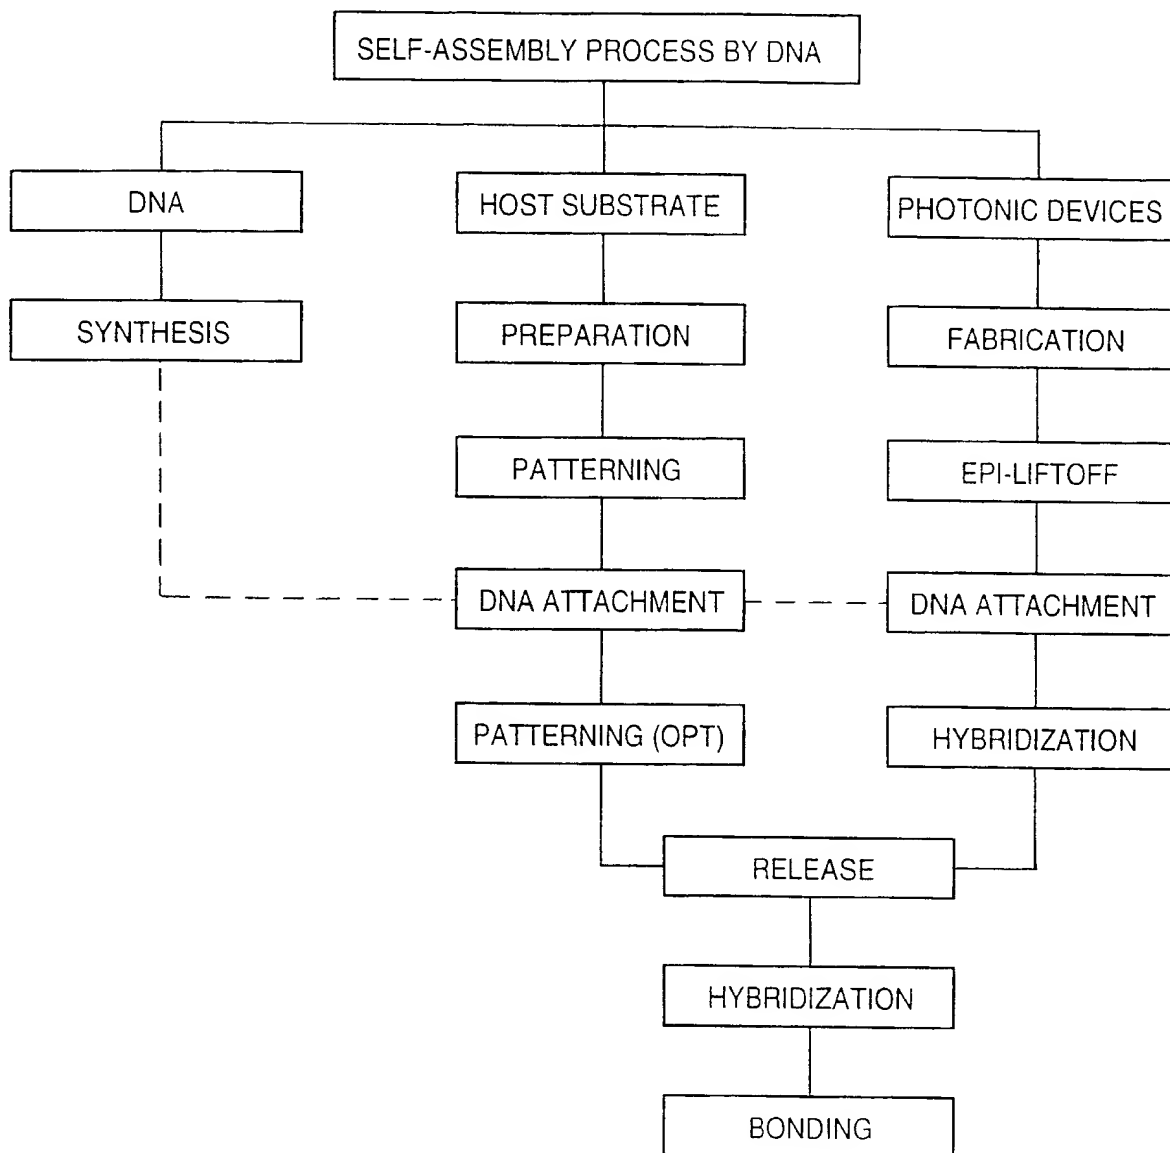 SELF-ASSEMBLY PROCESS BY DNA
DNA
HOST SUBSTRATE
PHOTONIC DEVICES
SYNTHESIS
PREPARATION
FABRICATION
PATTERNING
EPI-LIFTOFF
DNA ATTACHMENT
DNA ATTACHMENT
PATTERNING (OPT)
HYBRIDIZATION
RELEASE
HYBRIDIZATION
BONDING